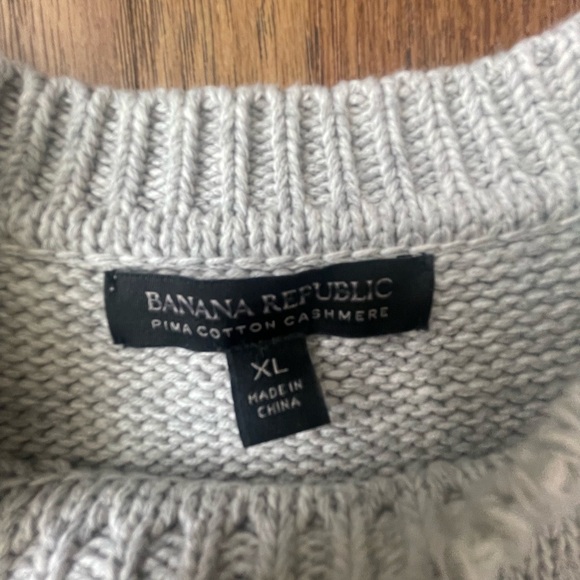 BANANA REPUBLIC
PIMA COTTON CASHMERE
XL
MADE IN
CHINA